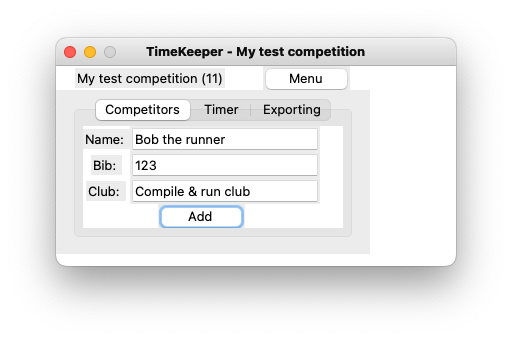 TimeKeeper - My test competition
My test competition (11) Menu
Competitors Timer Exporting
Name: Bob the runner
Bib: 123
Club: Compile & run club
Add